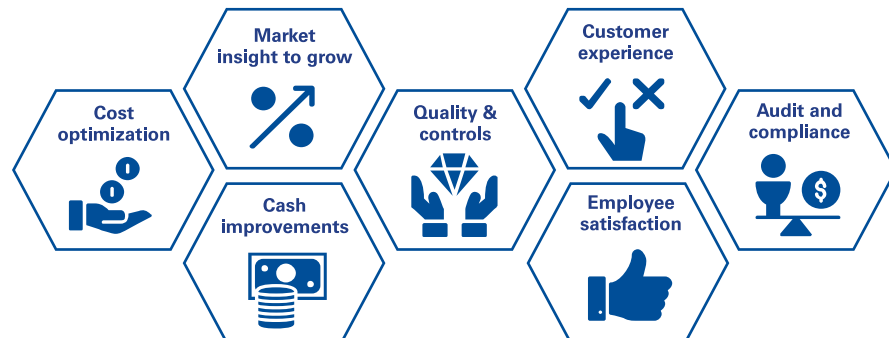 Market
insight to grow
Customer
experience
Cost
optimization
Quality &
controls
Audit and
compliance
$
Cash
improvements
Employee
satisfaction